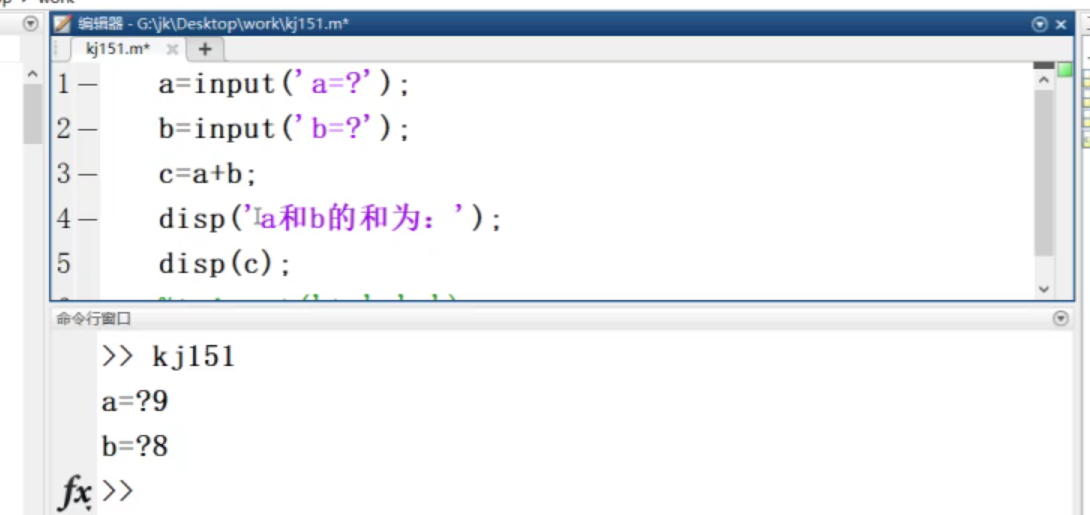 work
编辑器 - G:\jk\Desktop\work\kj151.m*
kj151.m* × +
1 — a=input('a=?');
2 — b=input('b=?');
3 — c=a+b;
4 — disp('a和b的和为：');
5 disp(c);
命令行窗口
>> kj151
a=?9
b=?8
fx >>